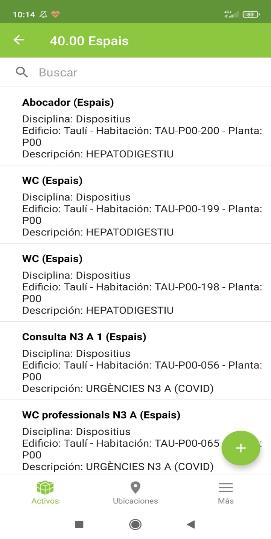 10:14
40.00 Espais
Buscar
Abocador (Espais)
Disciplina: Dispositius
Edificio: Taulí - Habitación: TAU-P00-200 - Planta:
P00
Descripción: HEPATODIGESTIU
WC (Espais)
Disciplina: Dispositius
Edificio: Taulí - Habitación: TAU-P00-199 - Planta:
P00
Descripción: HEPATODIGESTIU
WC (Espais)
Disciplina: Dispositius
Edificio: Taulí - Habitación: TAU-P00-198 - Planta:
P00
Descripción: HEPATODIGESTIU
Consulta N3 A 1 (Espais)
Disciplina: Dispositius
Edificio: Taulí - Habitación: TAU-P00-056 - Planta:
P00
Descripción: URGÈNCIES N3 A (COVID)
WC professionals N3 A (Espais)
Disciplina: Dispositius
Edificio: Taulí - Habitación: TAU-P00-065 Planta:
P00
Descripción: URGÈNCIES N3 A (COVID)
Activos Ubicaciones Más